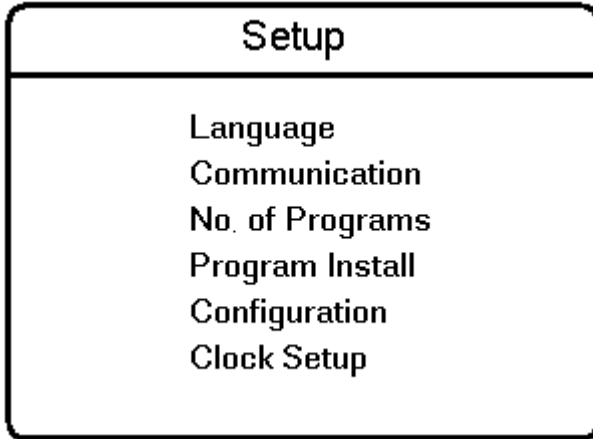 Setup
Language
Communication
No. of Programs
Program Install
Configuration
Clock Setup